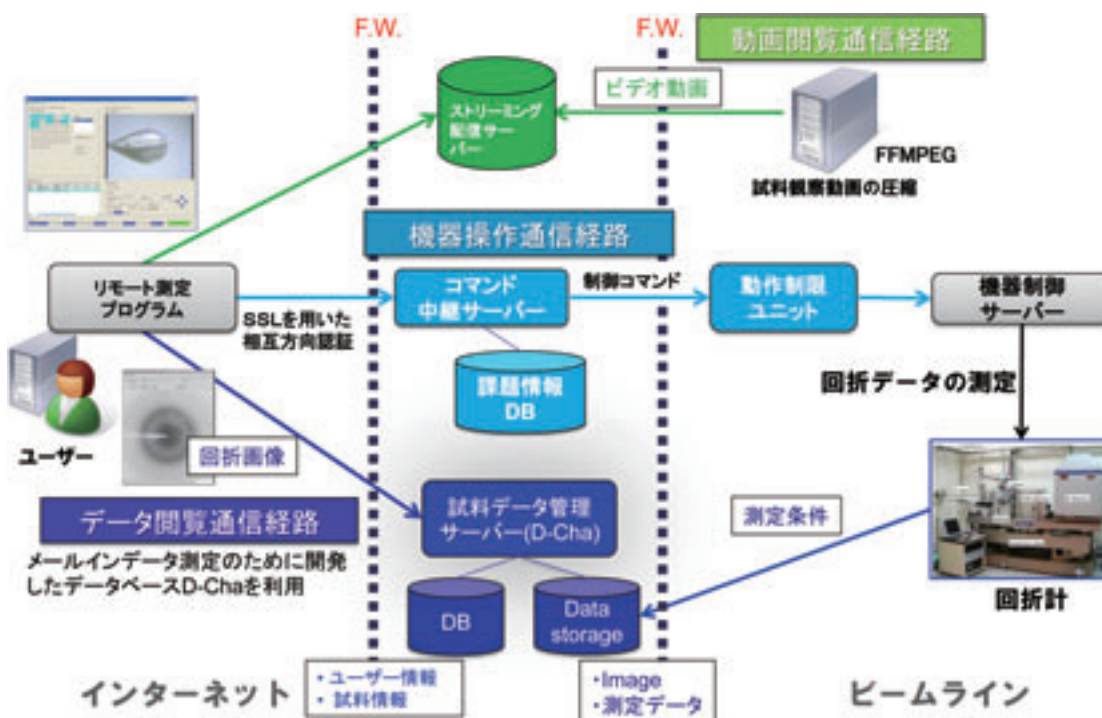 F.W.
F.W.
動画閲覧通信経路
ビデオ動画
ストリーミング
配信サー
バー
FFMPEG
試料観察動画の圧縮
機器操作通信経路
リモート測定
プログラム
SSLを用いた
相互方向認証
コマンド
中継サーバー
制御コマンド
動作制限
ユニット
機器制御
サーバー
課題情報
DB
回折データの測定
ユーザー
回折画像
データ閲覧通信経路
メールインデータ測定のために開発
したデータベースD-Chaを利用
試料データ管理
サーバー(D-Cha)
測定条件
DB
Data
storage
回折計
インターネット
・ユーザー情報
・試料情報
・Image
・測定データ
ビームライン